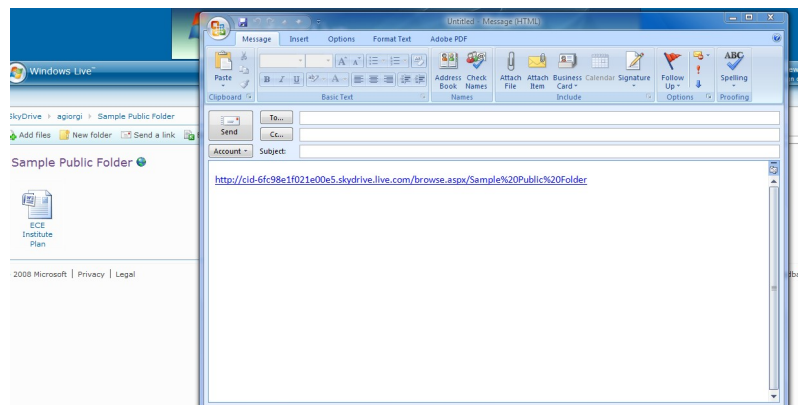 Untitled - Message (HTML)
Message Insert Options Format Text Adobe PDF
Windows Live™
Paste
B I U
A A
ABC
Address Book
Check Names
Attach File
Attach Item
Business Card
Calendar
Signature
Follow Up
Spelling
Clipboard Basic Text Names Include Options Proofing
SkyDrive agiorgi Sample Public Folder
Add files New folder Send a link
Send
To...
Cc...
Account Subject:
Sample Public Folder
http://cid-6fc98e1f021e00e5.skydrive.live.com/browse.aspx/Sample%20Public%20Folder
ECE
Institute
Plan
2008 Microsoft | Privacy | Legal